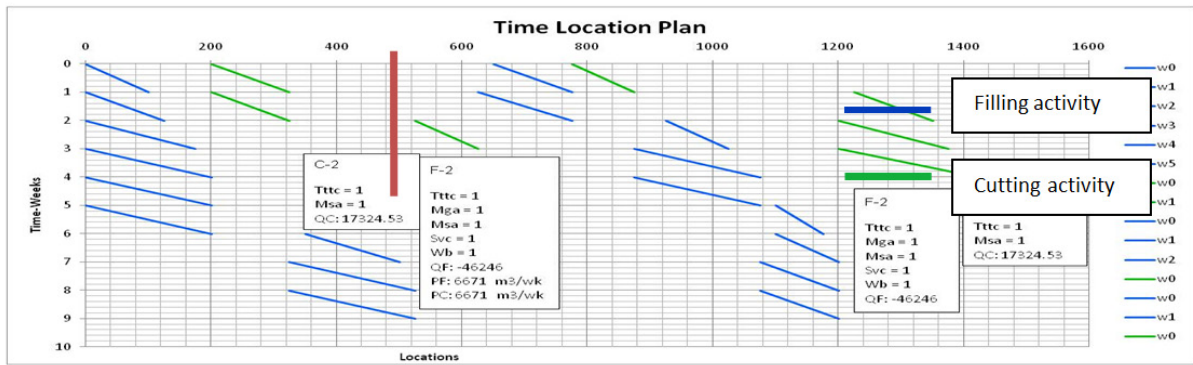 Time Location Plan
0 200 400 600 800 1000 1200 1400 1600
0
1
2
3
4
5
6
7
8
9
10
Time-Weeks
Locations
C-2
Tttc = 1
Msa = 1
QC: 17324.53
F-2
Tttc = 1
Mga = 1
Msa = 1
Svc = 1
Wb = 1
QF: -46246
PF: 6671 m3/wk
PC: 6671 m3/wk
F-2
Tttc = 1
Mga = 1
Msa = 1
Svc = 1
Wb = 1
QF: -46246
Tttc = 1
Msa = 1
QC: 17324.53
Filling activity
Cutting activity
w0
w1
w2
w3
w4
w5
w0
w1
w0
w1
w2
w0
w0
w1
w0